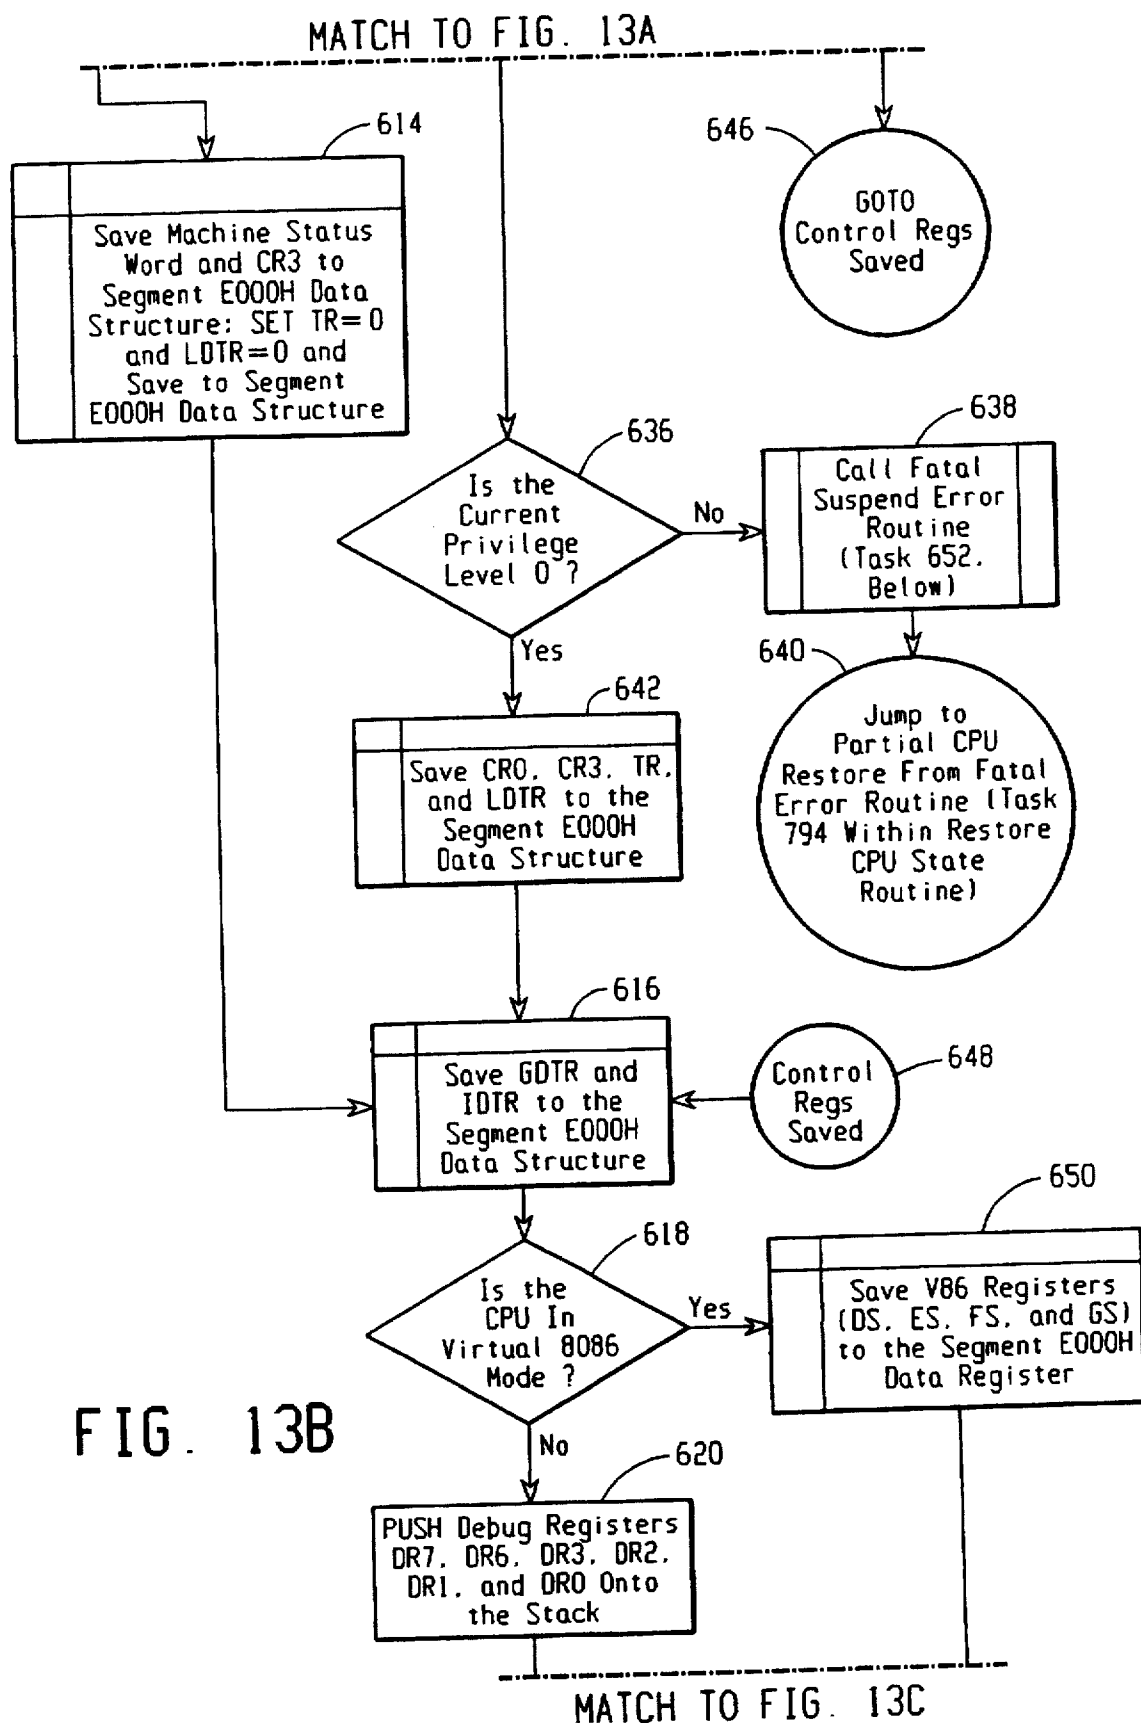 MATCH TO FIG. 13A
614
646
GOTO
Control Regs
Saved
Save Machine Status
Word and CR3 to
Segment E000H Data
Structure: SET TR=0
and LDTR=0 and
Save to Segment
E000H Data Structure
636
638
Is the
Current
Privilege
Level 0 ?
No
Call Fatal
Suspend Error
Routine
(Task 652,
Below)
Yes
640
642
Jump to
Partial CPU
Restore From Fatal
Error Routine (Task
794 Within Restore
CPU State
Routine)
Save CR0, CR3, TR,
and LDTR to the
Segment E000H
Data Structure
616
648
Save GDTR and
IDTR to the
Segment E000H
Data Structure
Control
Regs
Saved
650
618
Is the
CPU In
Virtual 8086
Mode ?
Yes
Save V86 Registers
(DS, ES, FS, and GS)
to the Segment E000H
Data Register
FIG. 13B
No
620
PUSH Debug Registers
DR7, DR6, DR3, DR2,
DR1, and DR0 Onto
the Stack
MATCH TO FIG. 13C